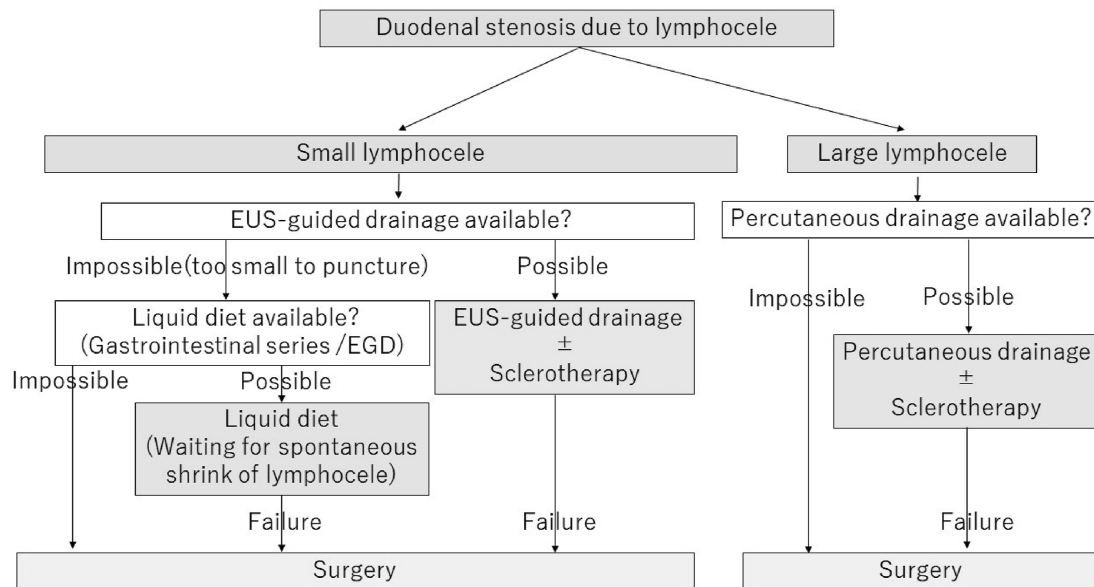 Duodenal stenosis due to lymphocele
Small lymphocele
Large lymphocele
EUS-guided drainage available?
Percutaneous drainage available?
Impossible(too small to puncture)
Possible
Impossible
Possible
Liquid diet available?
(Gastrointestinal series /EGD)
EUS-guided drainage
±
Sclerotherapy
Percutaneous drainage
±
Sclerotherapy
Impossible
Possible
Liquid diet
(Waiting for spontaneous
shrink of lymphocele)
Failure
Failure
Failure
Surgery
Surgery